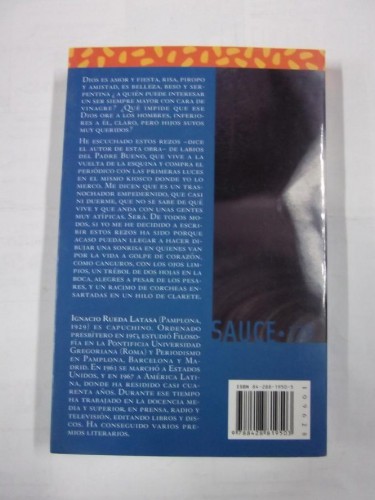 DIOS ES AMOR Y FIESTA, RISA, PIROPO
Y AMISTAD, ES BELLEZA, BESO Y SER-
PENTINA ¿A QUIÉN PUEDE INTERESAR
UN SER SIEMPRE MAYOR CON CARA DE
VINAGRE? ¿QUÉ IMPIDE QUE ESE
DIOS ORE A LOS HOMBRES, INFERIO-
RES A ÉL, CLARO, PERO HIJOS SUYOS
MUY QUERIDOS?
HE ESCUCHADO ESTOS REZOS -DICE
EL AUTOR DE ESTA OBRA- DE LABIOS
DEL PADRE BUENO, QUE VIVE A LA
VUELTA DE LA ESQUINA Y COMPRA EL
PERIÓDICO CON LAS PRIMERAS LUCES
EN EL MISMO KIOSCO DONDE YO LO
MERCO. ME DICEN QUE ES UN TRAS-
NOCHADOR EMPEDERNIDO, QUE CASI
NI DUERME, QUE NO SE SABE DE QUÉ
VIVE Y QUE ANDA CON UNAS GENTES
MUY ATÍPICAS. SERÁ. DE TODOS MO-
DOS, SI YO ME HE DECIDIDO A ESCRI-
BIR ESTOS REZOS HA SIDO PORQUE
ACASO PUEDAN LLEGAR A HACER DI-
BUJAR UNA SONRISA EN QUIENES VAN
POR LA VIDA A GOLPE DE CORAZÓN,
COMO CANGUROS, CON LOS OJOS LIM-
PIOS, UN TRÉBOL DE DOS HOJAS EN LA
BOCA, ALEGRES A PESAR DE LOS PESA-
RES, Y UN RACIMO DE CORCHEAS EN-
SARTADAS EN UN HILO DE CLARETE.
IGNACIO RUEDA LATASA (PAMPLONA,
1929) ES CAPUCHINO. ORDENADO
PRESBÍTERO EN 1953, ESTUDIÓ FILOSO-
FÍA EN LA PONTIFICIA UNIVERSIDAD
GREGORIANA (ROMA) Y PERIODISMO
EN PAMPLONA, BARCELONA Y MA-
DRID. EN 1963 SE MARCHÓ A ESTADOS
UNIDOS, Y EN 1967 A AMÉRICA LATI-
NA, DONDE HA RESIDIDO CASI CUA-
RENTA AÑOS. DURANTE ESE TIEMPO
HA TRABAJADO EN LA DOCENCIA ME-
DIA Y SUPERIOR, EN PRENSA, RADIO Y
TELEVISIÓN, EDITANDO LIBROS Y DIS-
COS. HA CONSEGUIDO VARIOS PRE-
MIOS LITERARIOS.
SAUCE